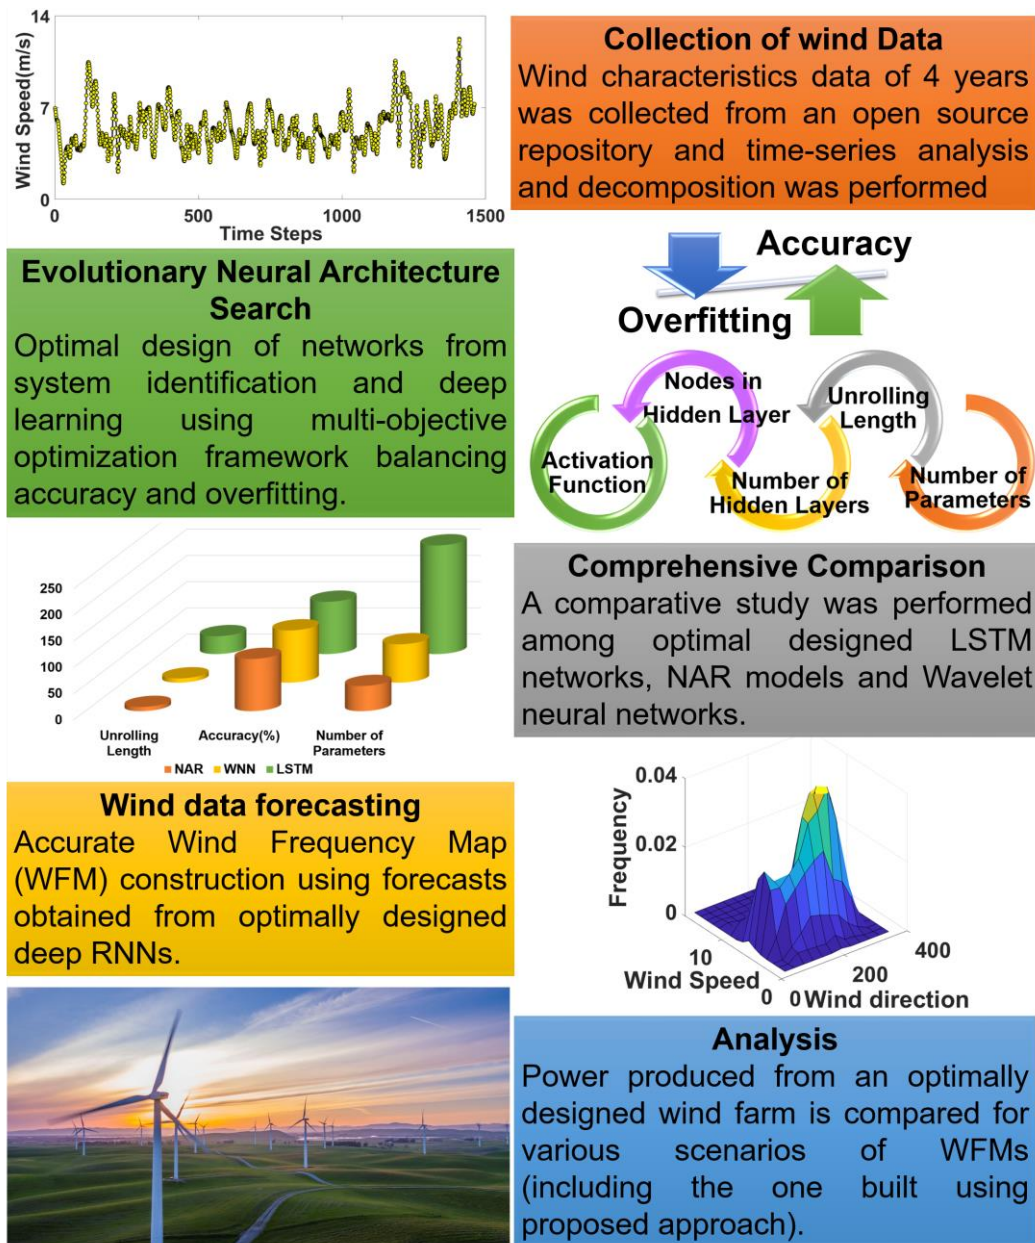 14
7
0
Wind Speed(m/s)
0
500
1000
1500
Time Steps
Collection of wind Data
Wind characteristics data of 4 years
was collected from an open source
repository and time-series analysis
and decomposition was performed
Evolutionary Neural Architecture
Search
Optimal design of networks from
system identification and deep
learning using multi-objective
optimization framework balancing
accuracy and overfitting.
Accuracy
Overfitting
Nodes in
Hidden Layer
Unrolling
Length
Activation
Function
Number of
Hidden Layers
Number of
Parameters
250
200
150
100
50
0
Unrolling
Length
Accuracy(%)
Number of
Parameters
NAR
WNN
LSTM
Comprehensive Comparison
A comparative study was performed
among optimal designed LSTM
networks, NAR models and Wavelet
neural networks.
Wind data forecasting
Accurate Wind Frequency Map
(WFM) construction using forecasts
obtained from optimally designed
deep RNNs.
0.04
0.02
0
Frequency
10
0
Wind Speed
0
200
400
Wind direction
Analysis
Power produced from an optimally
designed wind farm is compared for
various scenarios of WFMs
(including the one built using
proposed approach).